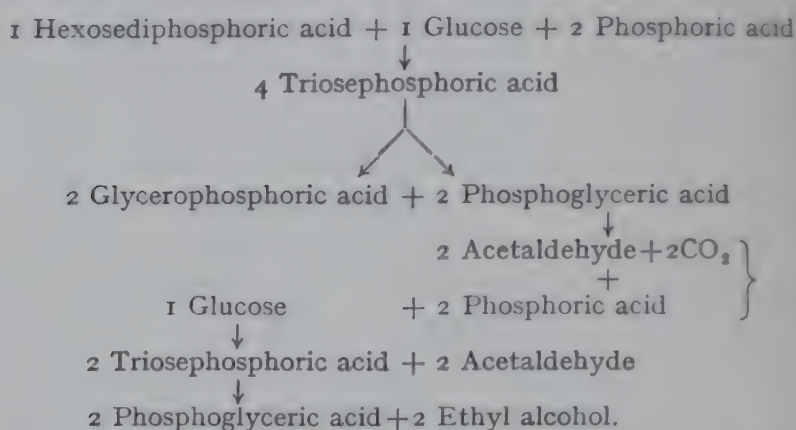 1 Hexosediphosphoric acid + 1 Glucose + 2 Phosphoric acid
4 Triosephosphoric acid
2 Glycerophosphoric acid + 2 Phosphoglyceric acid
2 Acetaldehyde+2CO₂
+
1 Glucose + 2 Phosphoric acid
2 Triosephosphoric acid + 2 Acetaldehyde
2 Phosphoglyceric acid+2 Ethyl alcohol.